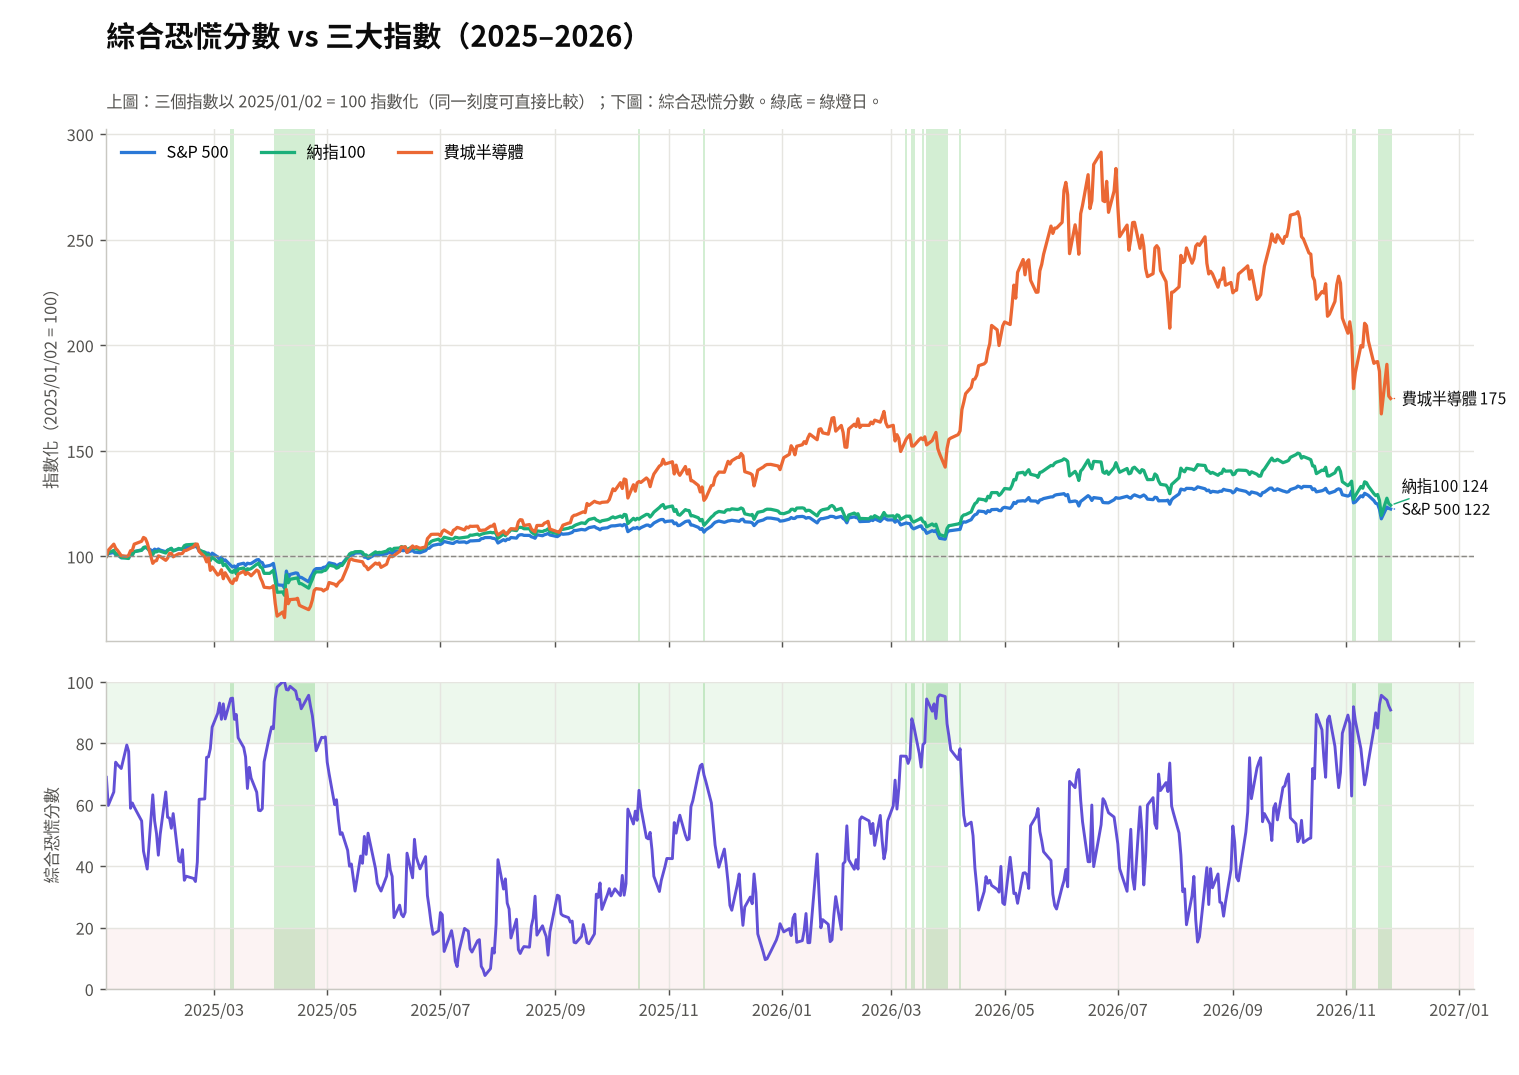 綜合恐慌分數 vs 三大指數（2025–2026）
上圖：三個指數以 2025/01/02 = 100 指數化（同一刻度可直接比較）；下圖：綜合恐慌分數。綠底 = 綠燈日。
S&P 500
納指100
費城半導體
指數化（2025/01/02 = 100）
300
250
200
150
100
費城半導體 175
納指100 124
S&P 500 122
綜合恐慌分數
100
80
60
40
20
0
2025/03
2025/05
2025/07
2025/09
2025/11
2026/01
2026/03
2026/05
2026/07
2026/09
2026/11
2027/01